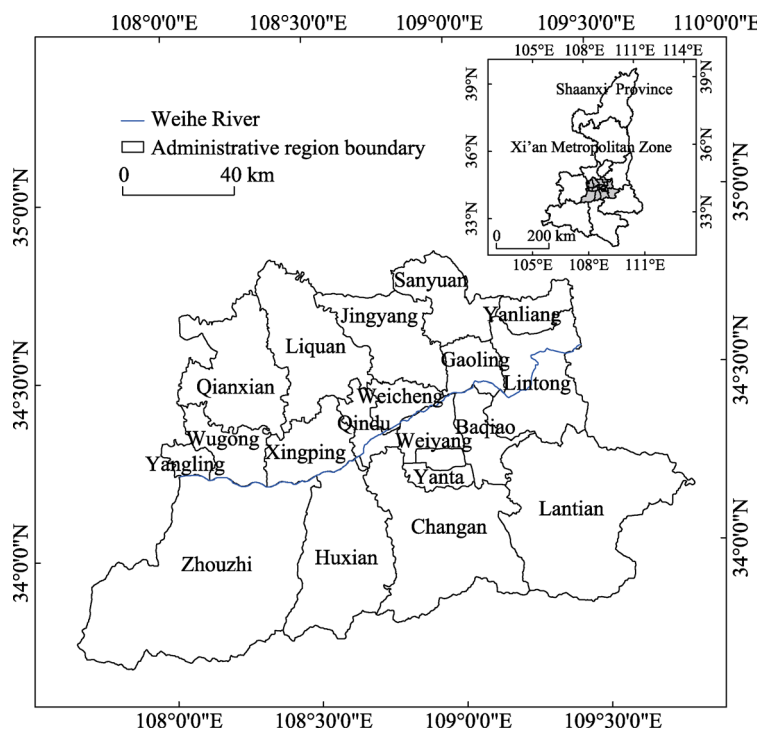 108°0'0"E 108°30'0"E 109°0'0"E 109°30'0"E 110°0'0"E
105°E 108°E 111°E 114°E
39°N
36°N
33°N
39°N
36°N
33°N
Shaanxi Province
Xi'an Metropolitan Zone
0 200 km
105°E 108°E 111°E
Weihe River
Administrative region boundary
0 40 km
35°0'0"N
34°30'0"N
34°0'0"N
35°0'0"N
34°30'0"N
34°0'0"N
Sanyuan
Jingyang
Yanliang
Liquan
Gaoling
Qianxian
Weicheng
Lintong
Qindu
Baqiao
Wugong
Weiyang
Xingping
Yangling
Yanta
Lantian
Changan
Zhouzhi
Huxian
108°0'0"E 108°30'0"E 109°0'0"E 109°30'0"E